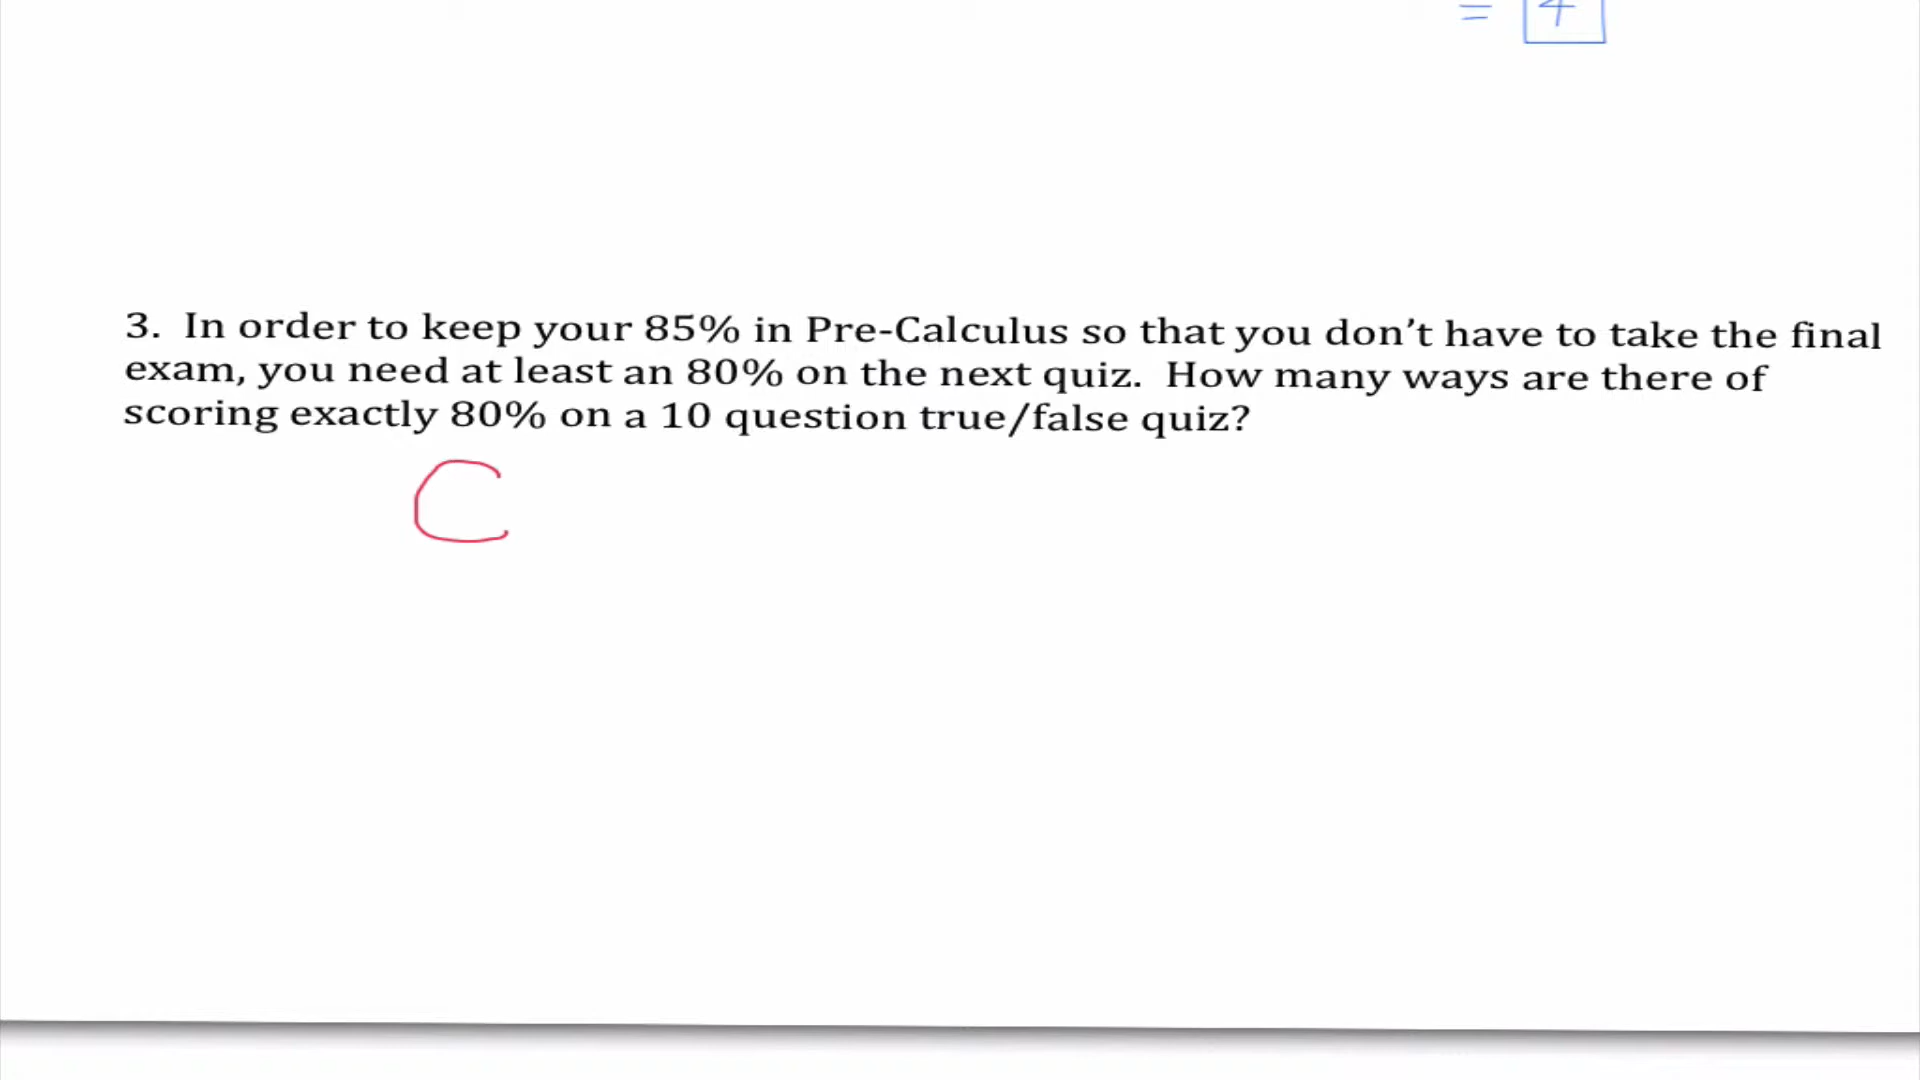 = 4
3. In order to keep your 85% in Pre-Calculus so that you don’t have to take the final
exam, you need at least an 80% on the next quiz. How many ways are there of
scoring exactly 80% on a 10 question true/false quiz?
C